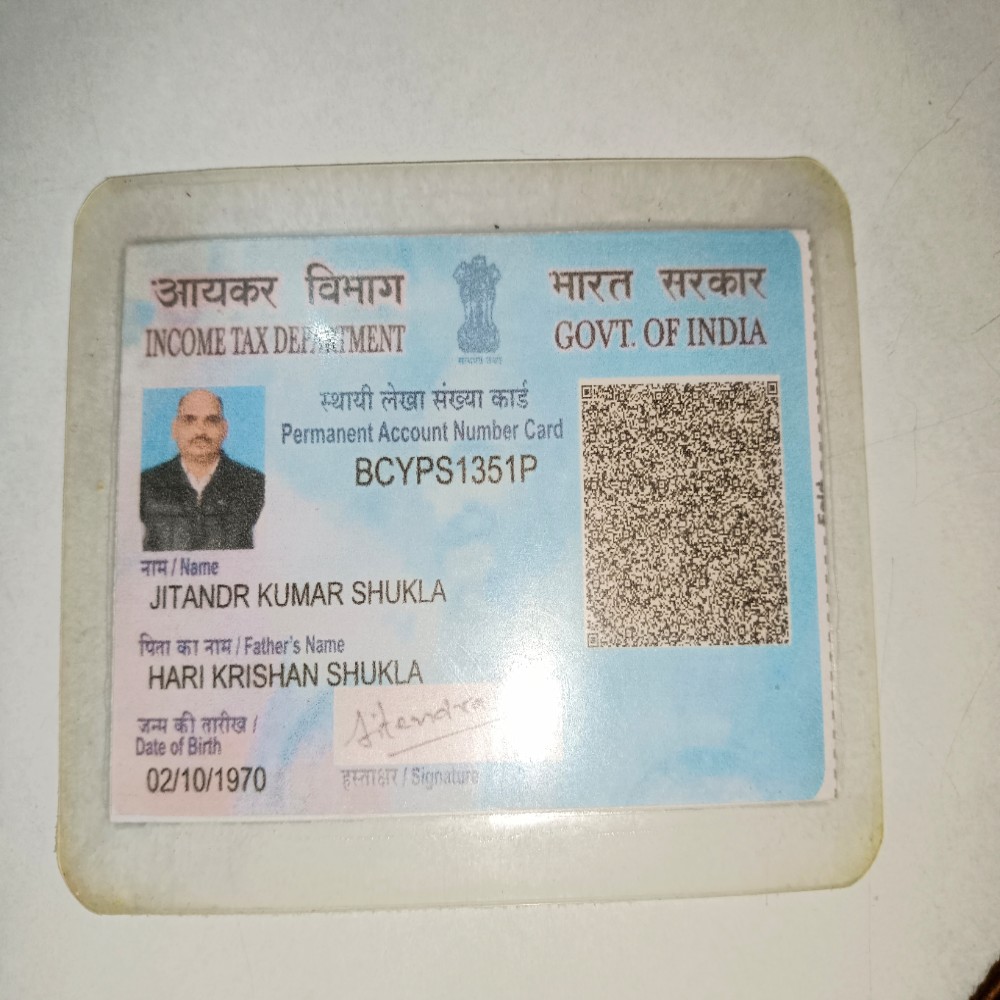 आयकर विभाग
INCOME TAX DEPARTMENT
भारत सरकार
GOVT. OF INDIA
स्थायी लेखा संख्या कार्ड
Permanent Account Number Card
BCYPS1351P
नाम / Name
JITANDR KUMAR SHUKLA
पिता का नाम / Father's Name
HARI KRISHAN SHUKLA
जन्म की तारीख /
Date of Birth
02/10/1970
Jitendra
हस्ताक्षर / Signature